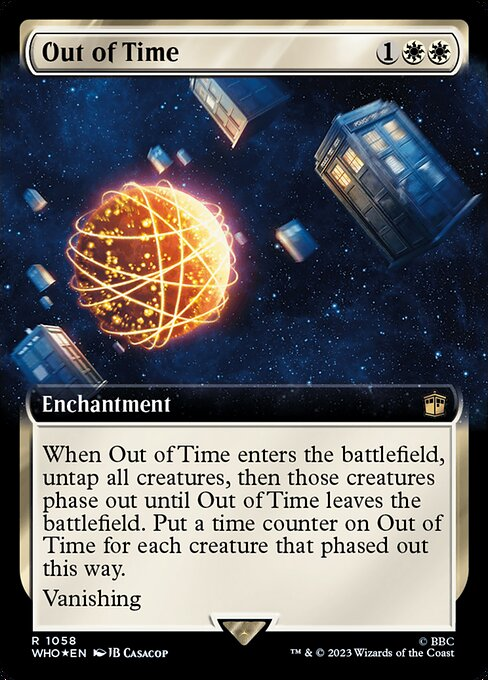 Out of Time 1
Enchantment
When Out of Time enters the battlefield,
untap all creatures, then those creatures
phase out until Out of Time leaves the
battlefield. Put a time counter on Out of
Time for each creature that phased out
this way.
Vanishing
R 1058 © BBC
WHO★EN JB Casacop ™ & © 2023 Wizards of the Coast